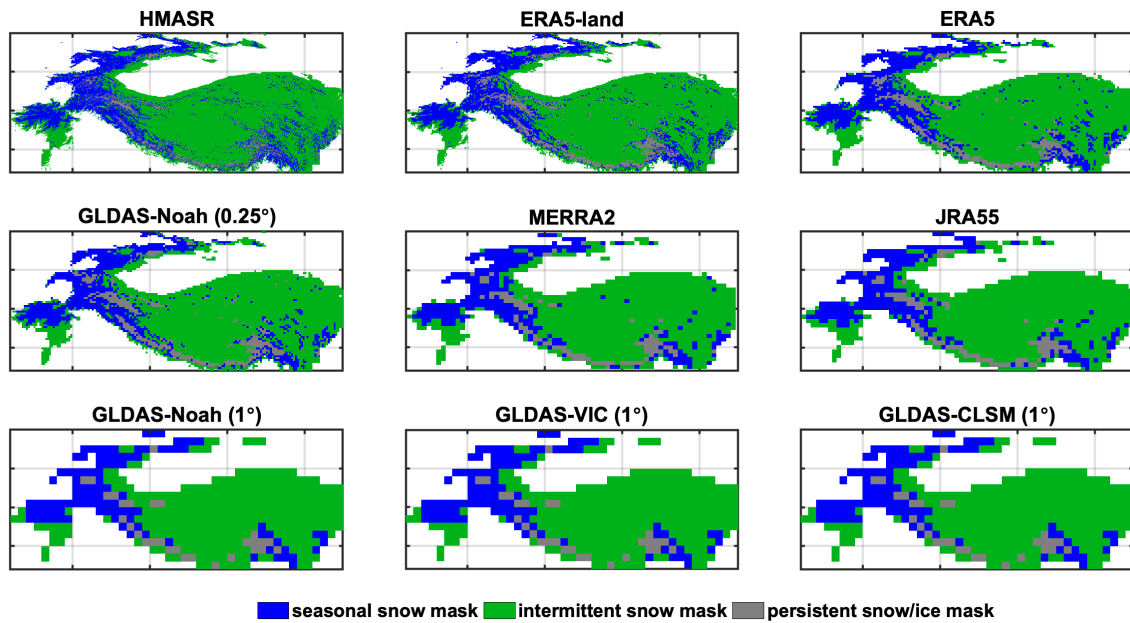 HMASR
ERA5-land
ERA5
GLDAS-Noah (0.25°)
MERRA2
JRA55
GLDAS-Noah (1°)
GLDAS-VIC (1°)
GLDAS-CLSM (1°)
seasonal snow mask intermittent snow mask persistent snow/ice mask